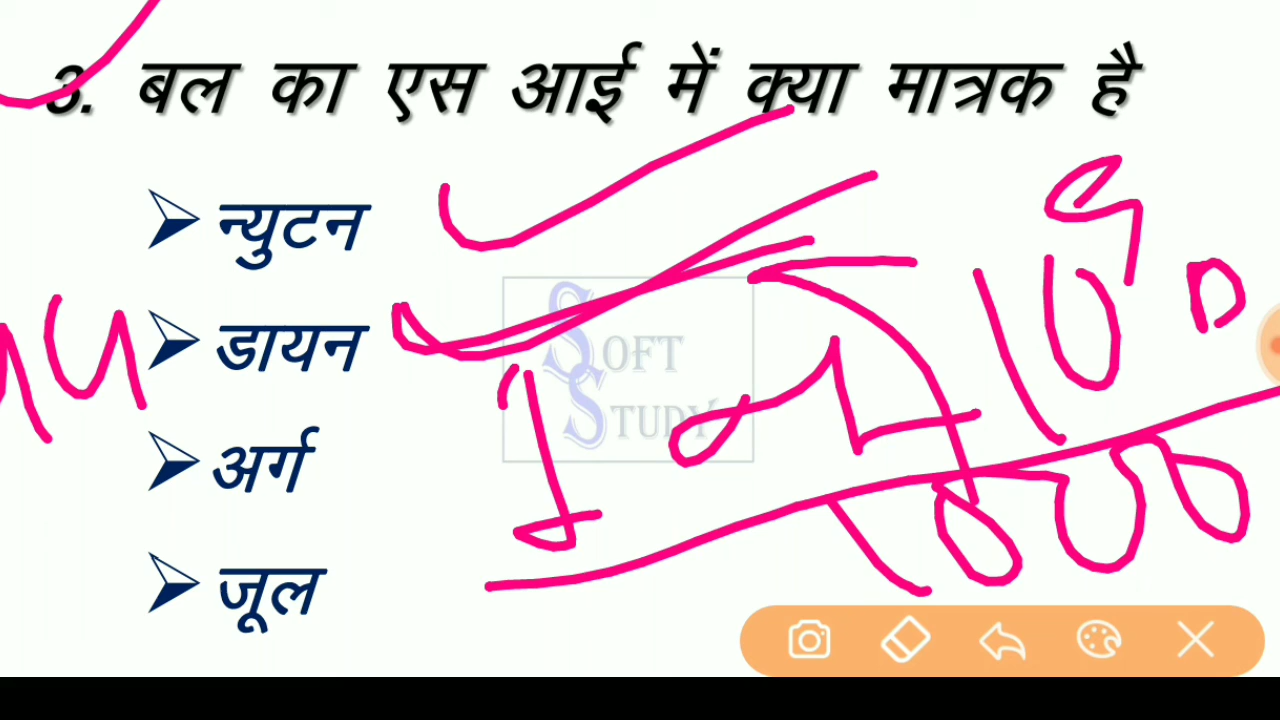 3. बल का एस आई में क्या मात्रक है
न्युटन
डायन
अर्ग
जूल
SOFT
STUDY